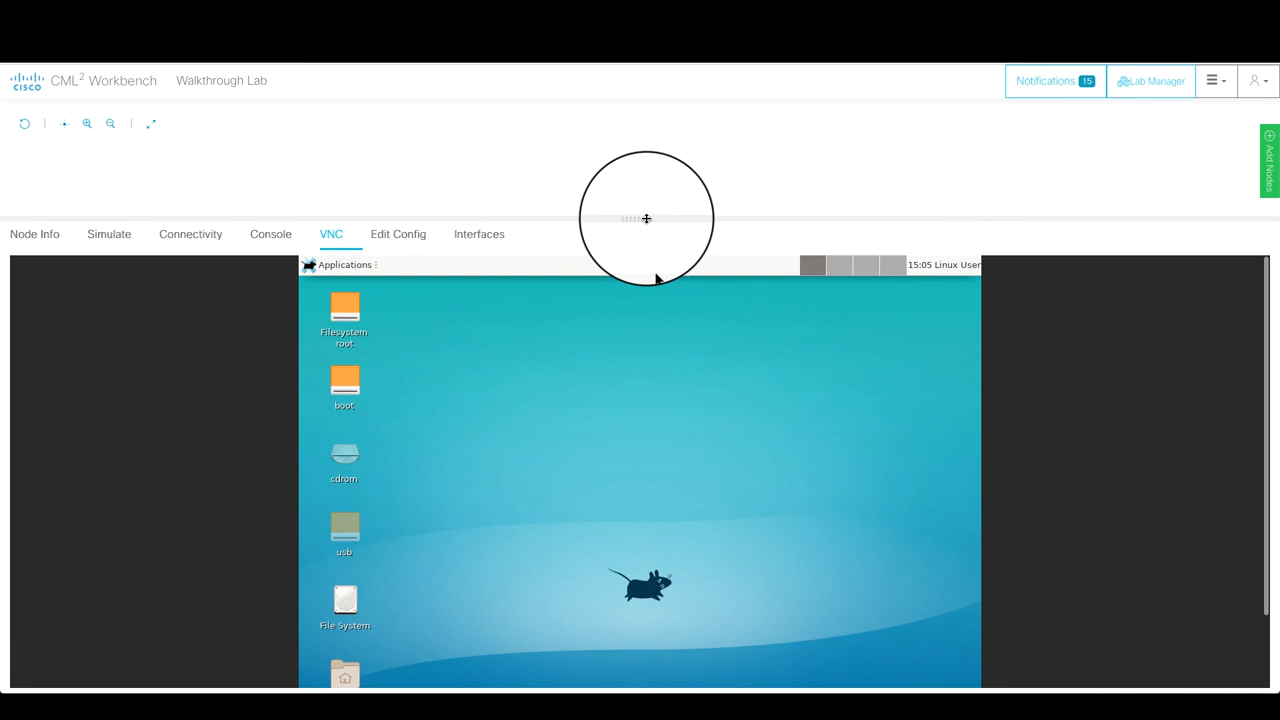 CISCO CML² Workbench Walkthrough Lab Notifications 15 Lab Manager
Add Nodes
Node Info Simulate Connectivity Console VNC Edit Config Interfaces
Applications 15:05 Linux User
Filesystem
root
boot
cdrom
usb
File System